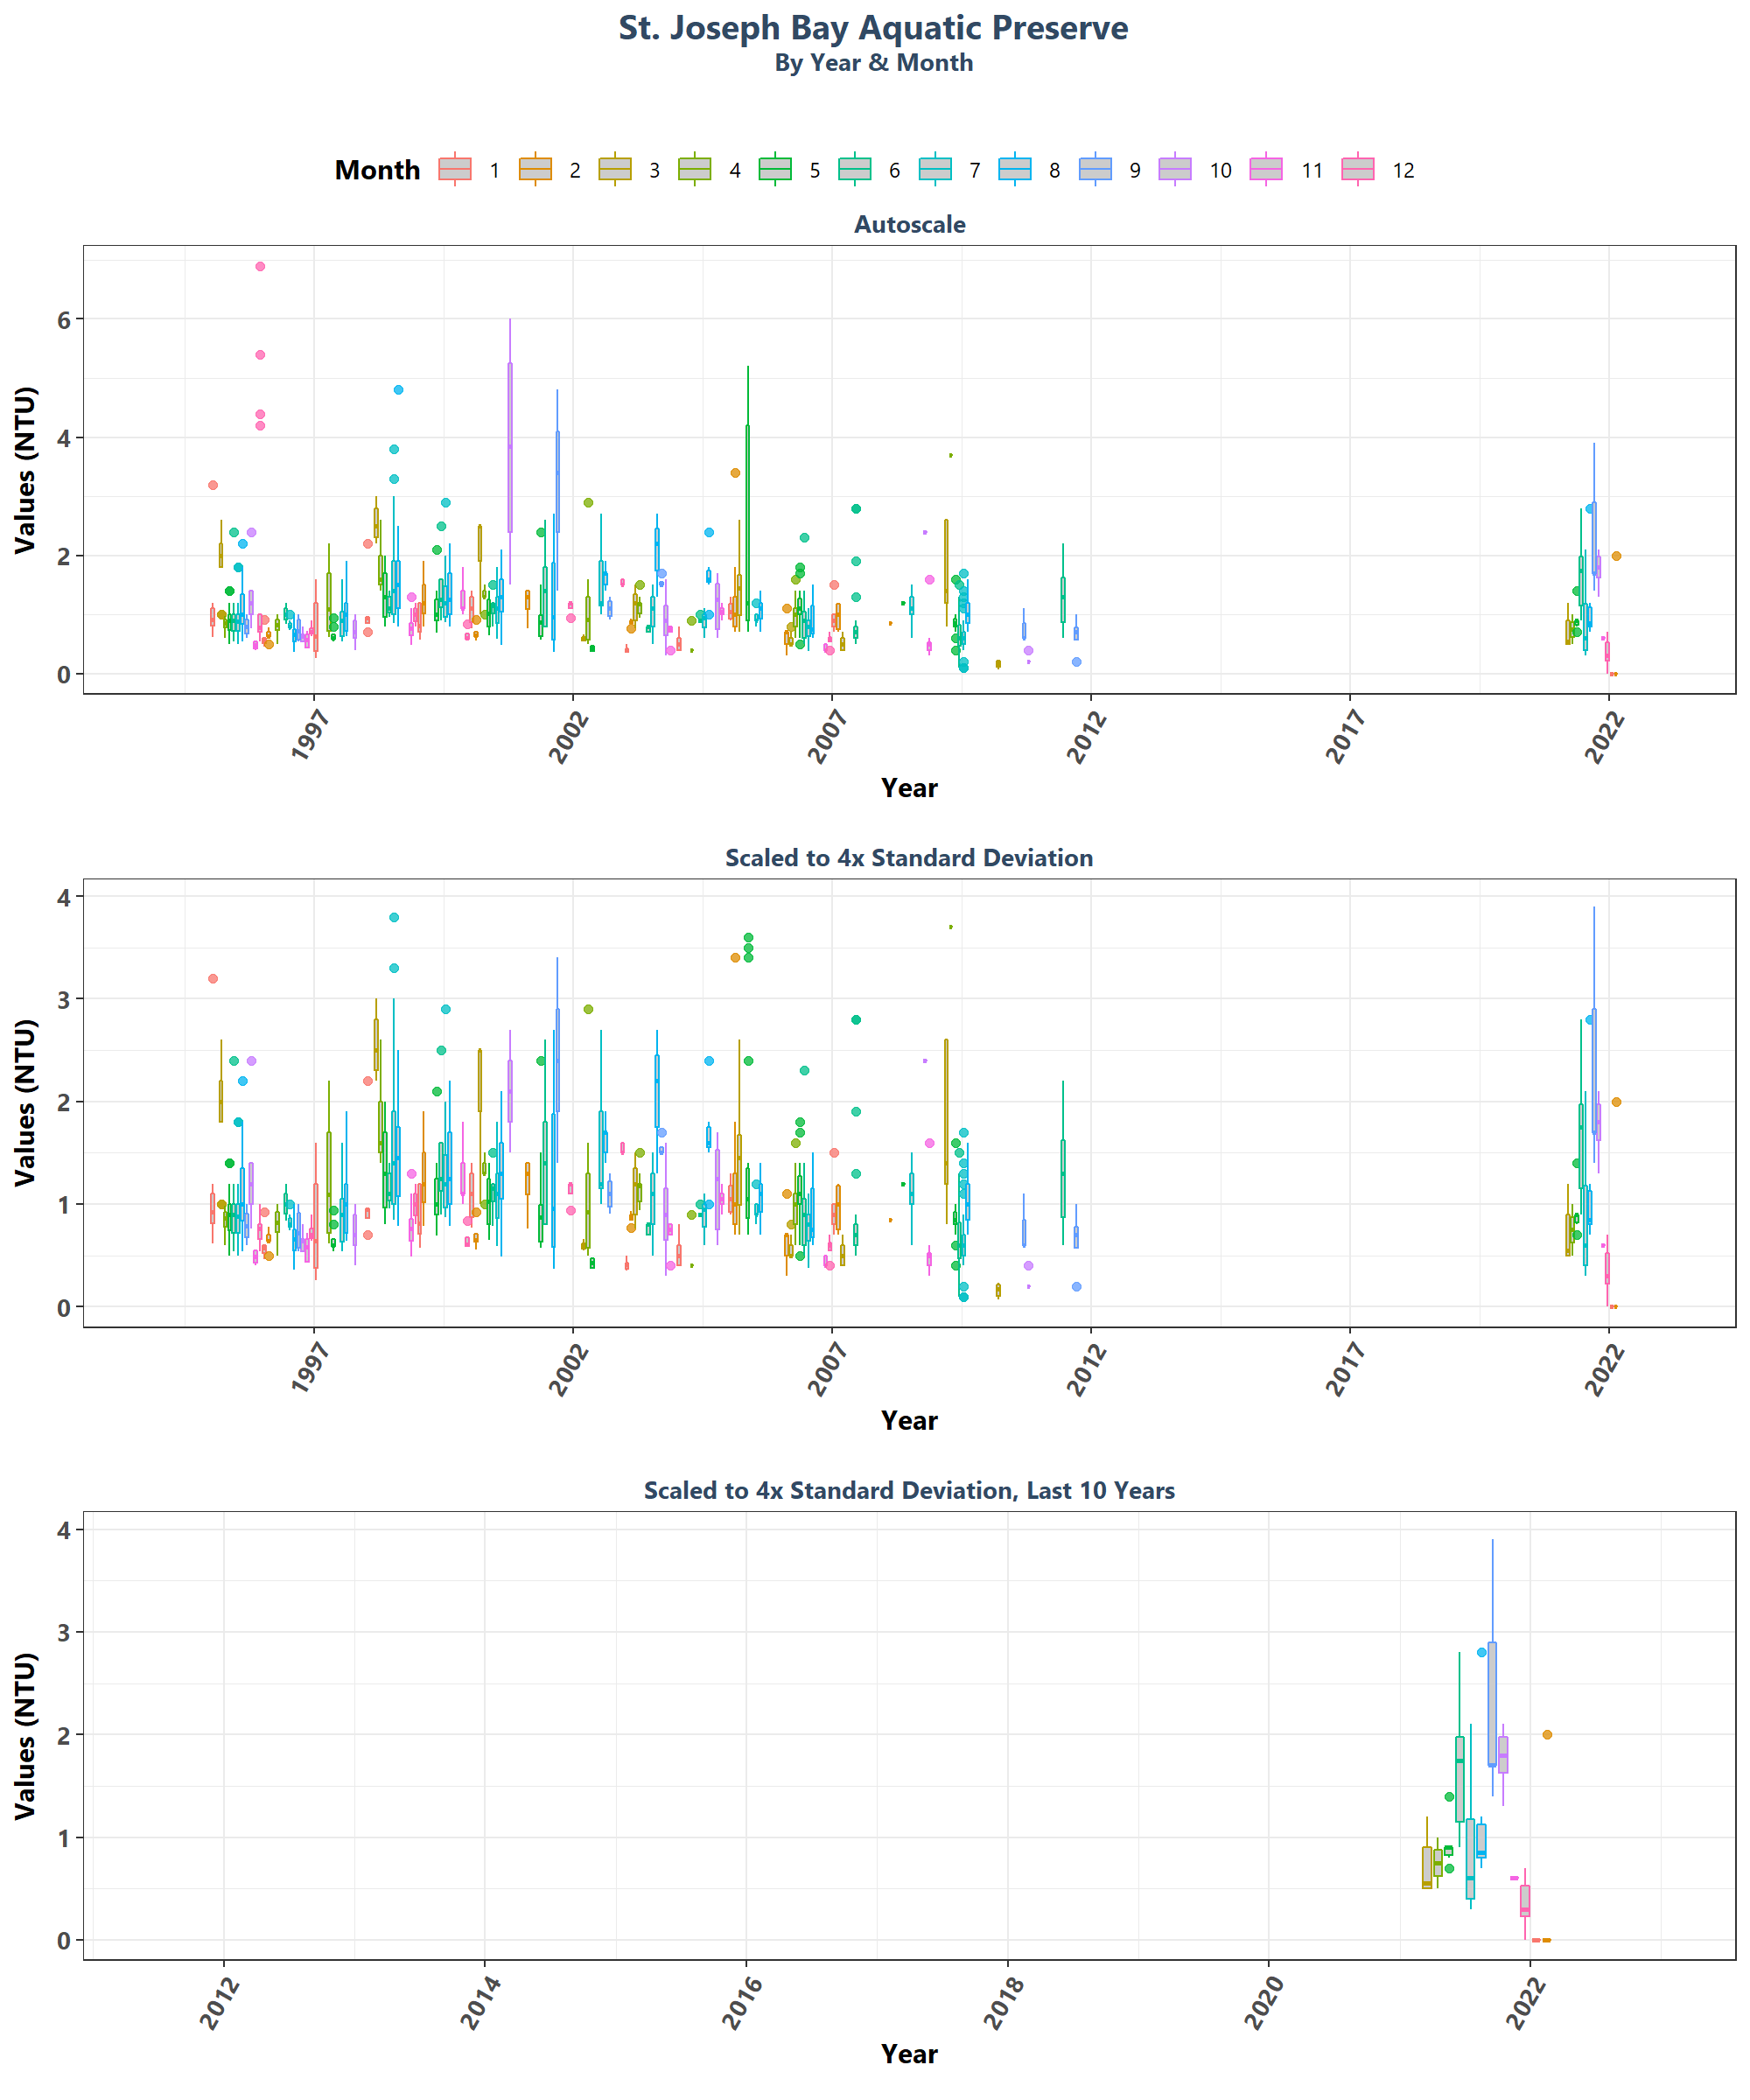 St. Joseph Bay Aquatic Preserve
By Year & Month
Month 1 2 3 4 5 6 7 8 9 10 11 12
Autoscale
Values (NTU)
6
4
2
0
1997 2002 2007 2012 2017 2022
Year
Scaled to 4x Standard Deviation
Values (NTU)
4
3
2
1
0
1997 2002 2007 2012 2017 2022
Year
Scaled to 4x Standard Deviation, Last 10 Years
Values (NTU)
4
3
2
1
0
2012 2014 2016 2018 2020 2022
Year